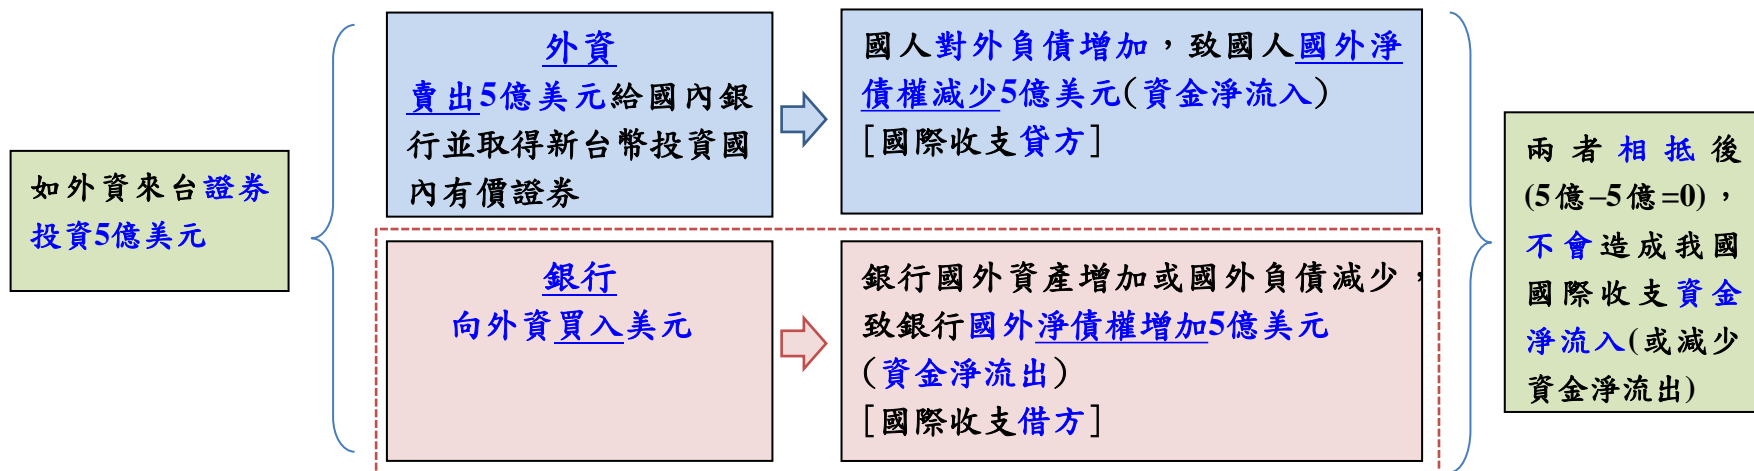 如外資來台證券
投資5億美元
外資
賣出5億美元給國內銀
行並取得新台幣投資國
內有價證券
國人對外負債增加，致國人國外淨
債權減少5億美元(資金淨流入)
[國際收支貸方]
銀行
向外資買入美元
銀行國外資產增加或國外負債減少，
致銀行國外淨債權增加5億美元
(資金淨流出)
[國際收支借方]
兩者相抵後
(5億–5億=0)，
不會造成我國
國際收支資金
淨流入(或減少
資金淨流出)